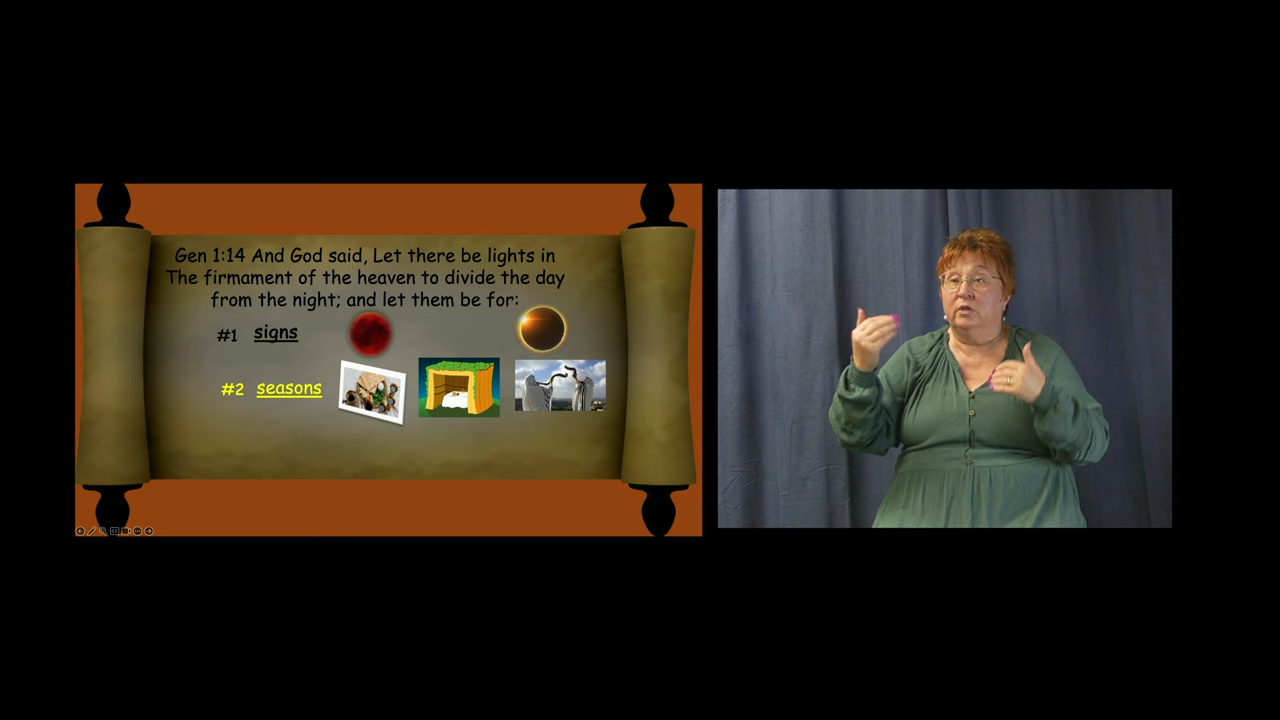 Gen 1:14 And God said, Let there be lights in
The firmament of the heaven to divide the day
from the night; and let them be for:
#1 signs
#2 seasons